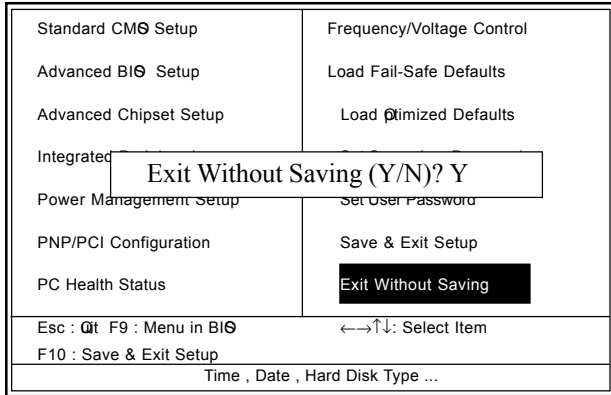 Standard CMOS Setup
Advanced BIOS Setup
Advanced Chipset Setup
Integrated
Power Management Setup
PNP/PCI Configuration
PC Health Status
Frequency/Voltage Control
Load Fail-Safe Defaults
Load Optimized Defaults
Exit Without Saving (Y/N)? Y
Set User Password
Save & Exit Setup
Exit Without Saving
Esc : Quit F9 : Menu in BIOS
←→↑↓: Select Item
F10 : Save & Exit Setup
Time , Date , Hard Disk Type ...